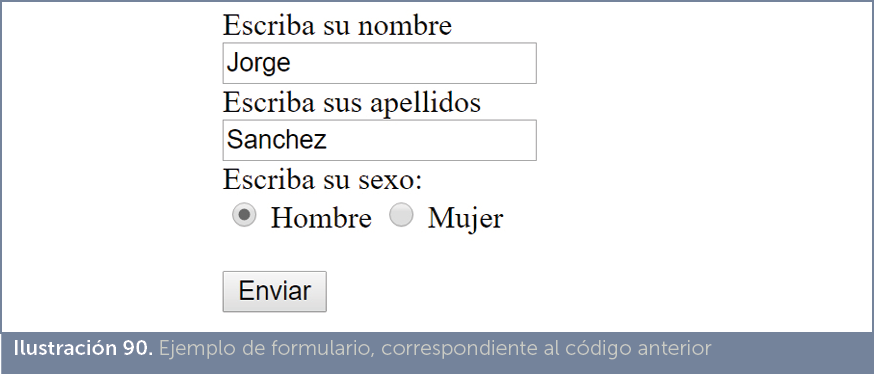 Escriba su nombre
Jorge
Escriba sus apellidos
Sanchez
Escriba su sexo:
Hombre Mujer
Enviar
Ilustración 90. Ejemplo de formulario, correspondiente al código anterior